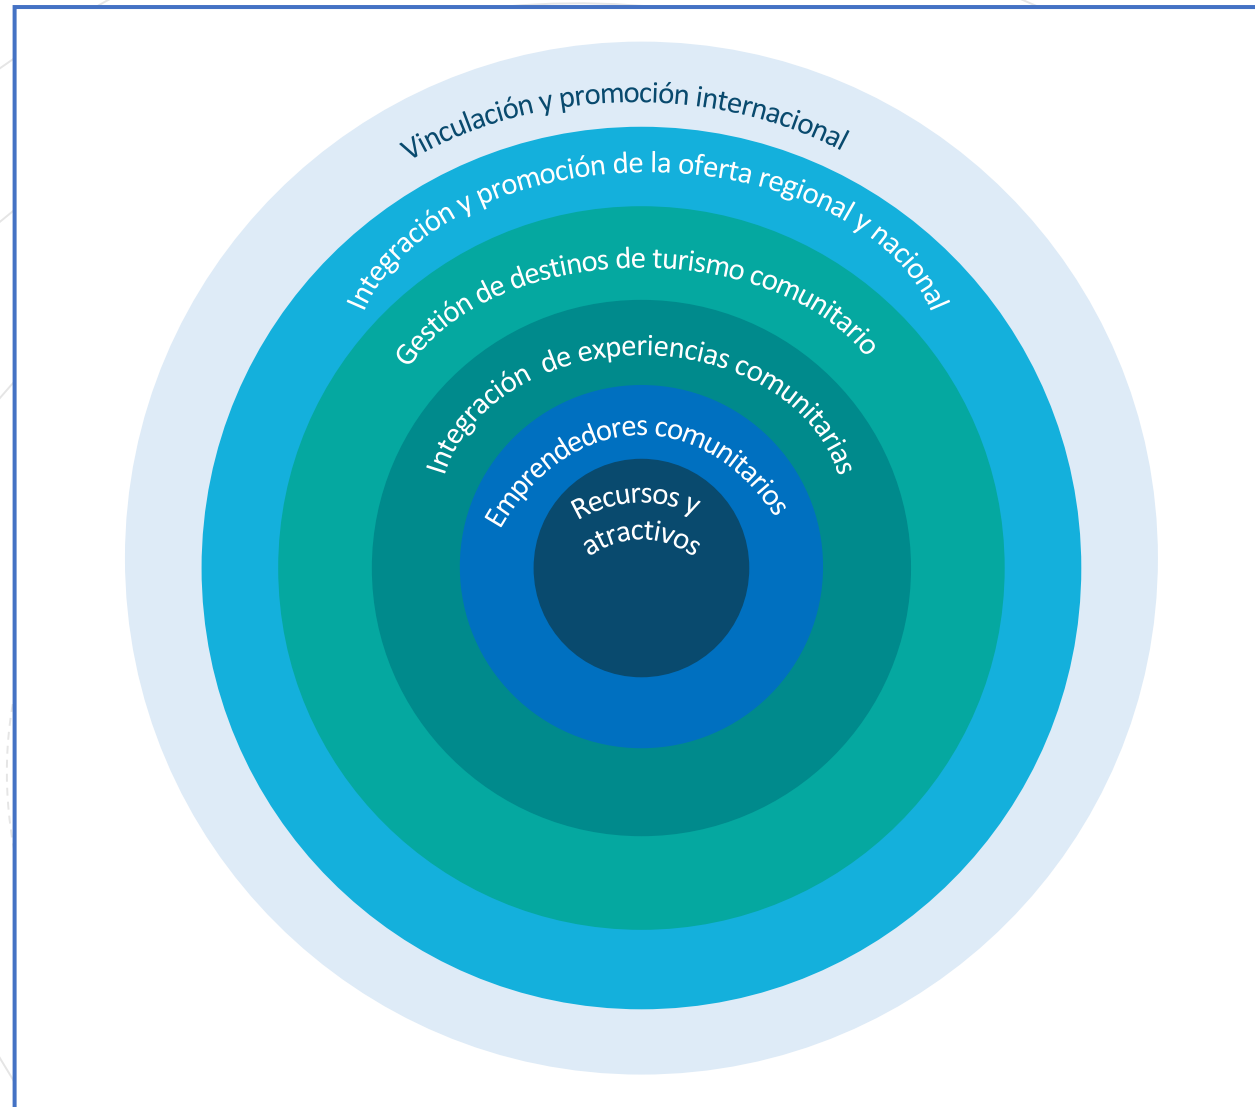 Vinculación y promoción internacional
Integración y promoción de la oferta regional y nacional
Gestión de destinos de turismo comunitario
Integración de experiencias comunitarias
Emprendedores comunitarios
Recursos y
atractivos